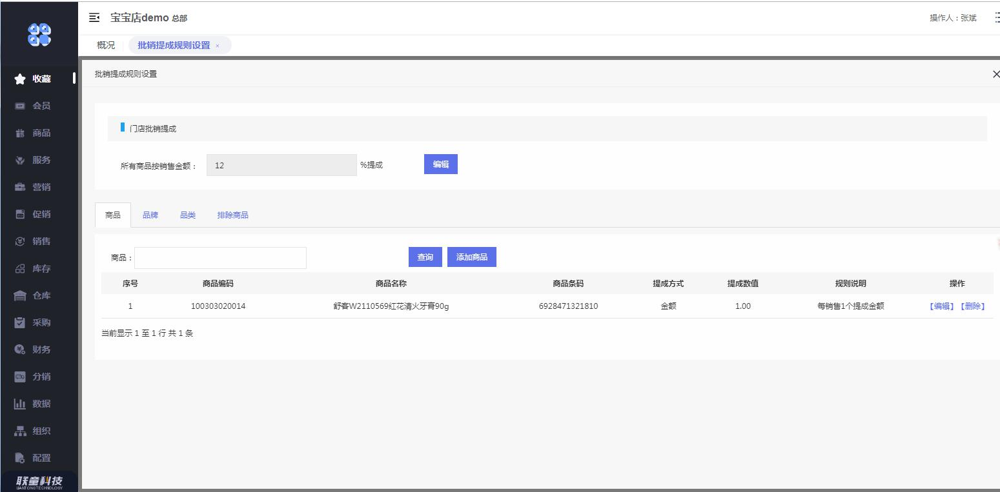 宝宝店demo 总部
操作人：张斌
概况
批销提成规则设置 ×
收藏
会员
商品
服务
营销
促销
销售
库存
仓库
采购
财务
分销
数据
组织
配置
联童科技
LIANTONGTECHNOLOGY
批销提成规则设置
门店批销提成
所有商品按销售金额： 12 %提成 编辑
商品 品牌 品类 排除商品
商品： 查询 添加商品
序号 商品编码 商品名称 商品条码 提成方式 提成数值 规则说明 操作
1 100303020014 舒客W2110569红花清火牙膏90g 6928471321810 金额 1.00 每销售1个提成金额 【编辑】【删除】
当前显示 1 至 1 行 共 1 条